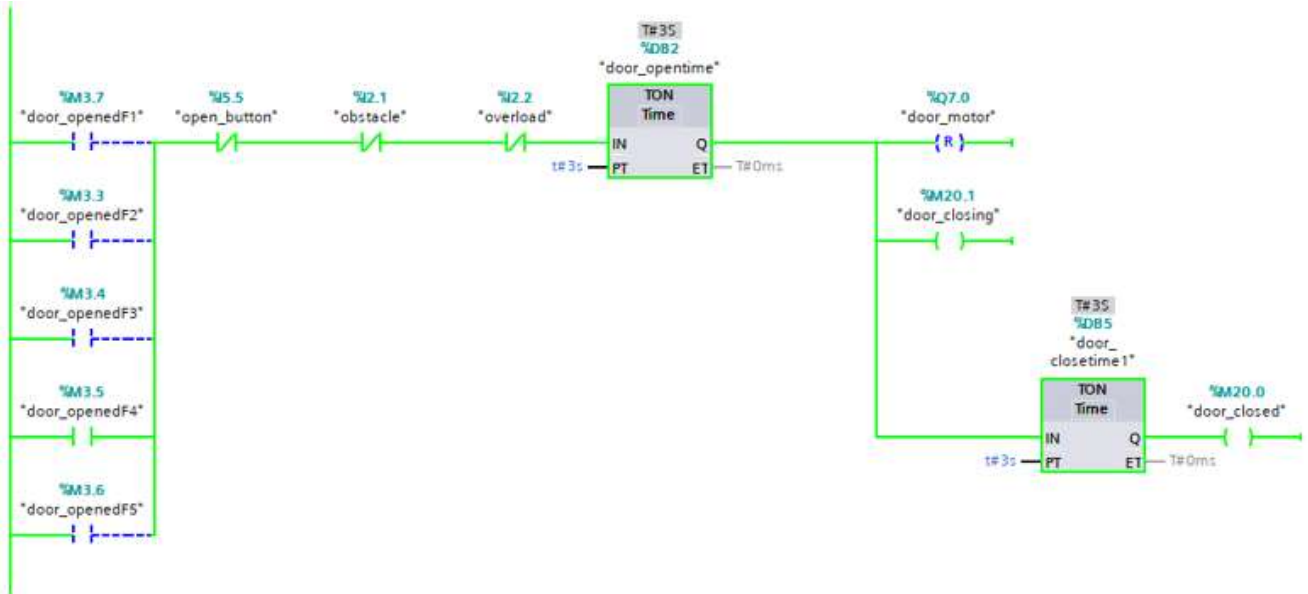 T#3S
%DB2
"door_opentime"
%M3.7
"door_openedF1"
%I5.5
"open_button"
%I2.1
"obstacle"
%I2.2
"overload"
TON
Time
IN
Q
t#3s
PT
ET
T#0ms
%Q7.0
"door_motor"
R
%M3.3
"door_openedF2"
%M20.1
"door_closing"
%M3.4
"door_openedF3"
T#3S
%DB5
"door_
closetime1"
%M3.5
"door_openedF4"
TON
Time
%M20.0
"door_closed"
IN
Q
t#3s
PT
ET
T#0ms
%M3.6
"door_openedF5"